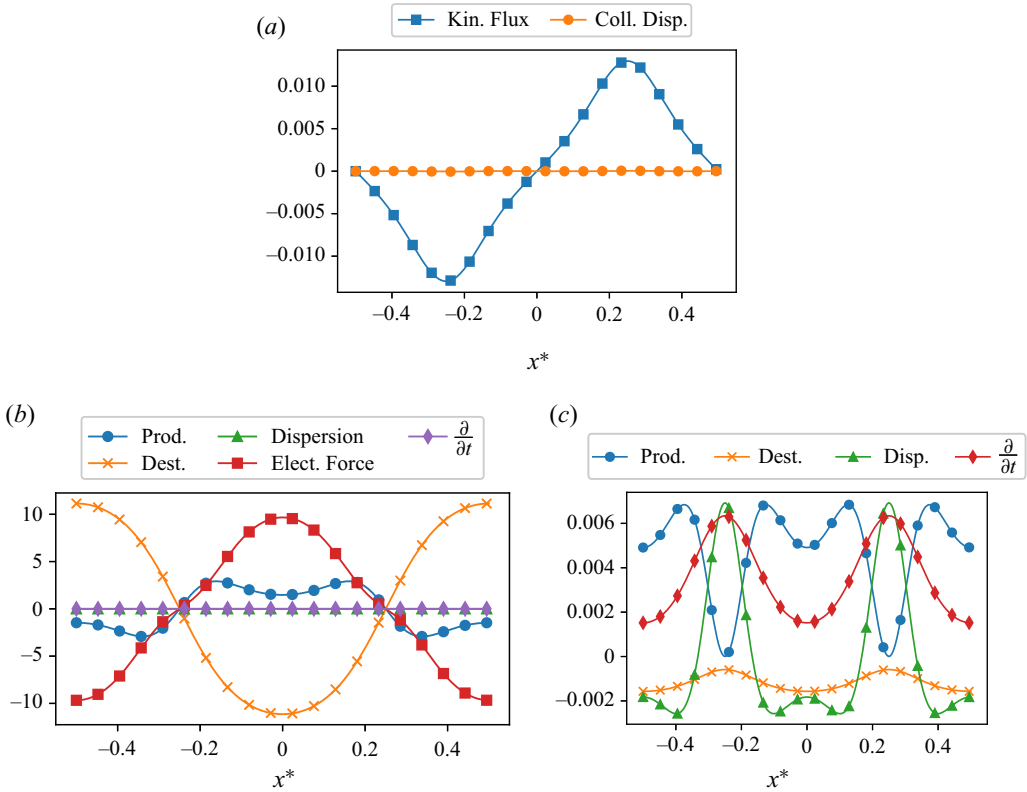 (a)
Kin. Flux Coll. Disp.
0.010
0.005
0
–0.005
–0.010
–0.4 –0.2 0 0.2 0.4
x*
(b)
Prod. Dispersion ∂/∂t
Dest. Elect. Force
10
5
0
–5
–10
–0.4 –0.2 0 0.2 0.4
x*
(c)
Prod. Dest. Disp. ∂/∂t
0.006
0.004
0.002
0
–0.002
–0.4 –0.2 0 0.2 0.4
x*